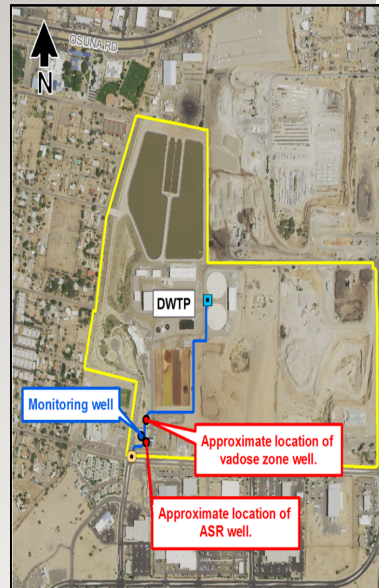 OSUNA RD
N
DWTP
Monitoring well
Approximate location of
vadose zone well.
Approximate location of
ASR well.